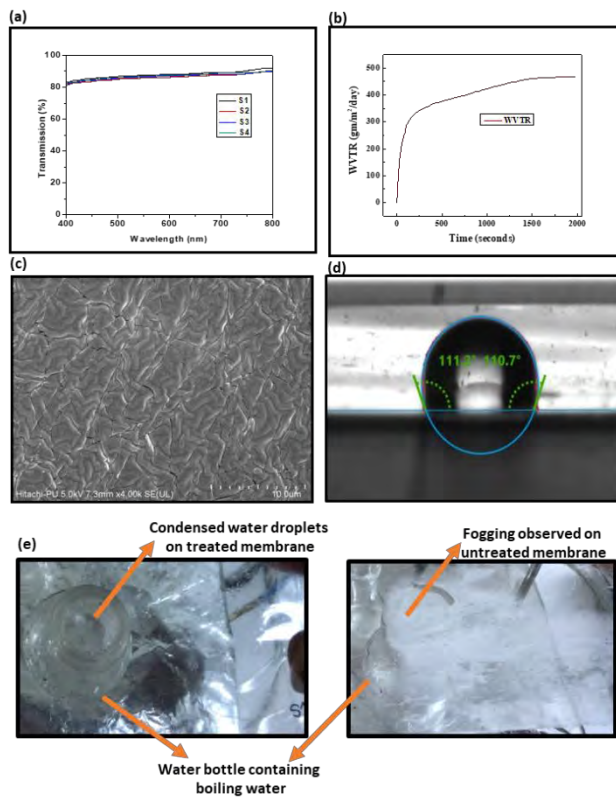 (a)
100
80
60
40
20
0
Transmission (%)
S1
S2
S3
S4
400
500
600
700
800
Wavelength (nm)
(b)
500
400
300
200
100
0
WVTR (gm/m²/day)
WVTR
0
500
1000
1500
2000
Time (seconds)
(c)
Hitachi-PU 5.0kV 7.3mm x4.00k SE(UL)
10.0um
(d)
110.7°
(e)
Condensed water droplets
on treated membrane
Fogging observed on
untreated membrane
Water bottle containing
boiling water